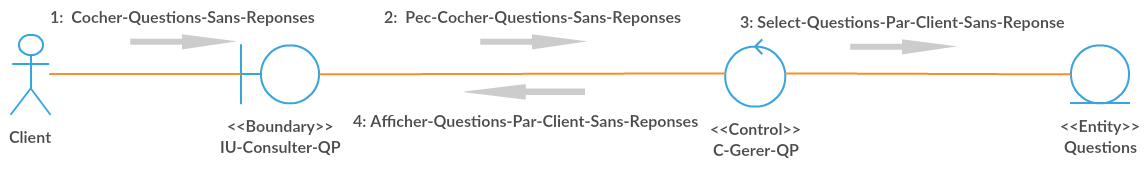 1:  Cocher-Questions-Sans-Reponses
2:  Pec-Cocher-Questions-Sans-Reponses
3: Select-Questions-Par-Client-Sans-Reponse
4: Afficher-Questions-Par-Client-Sans-Reponses
Client
<<Boundary>>
IU-Consulter-QP
<<Control>>
C-Gerer-QP
<<Entity>>
Questions